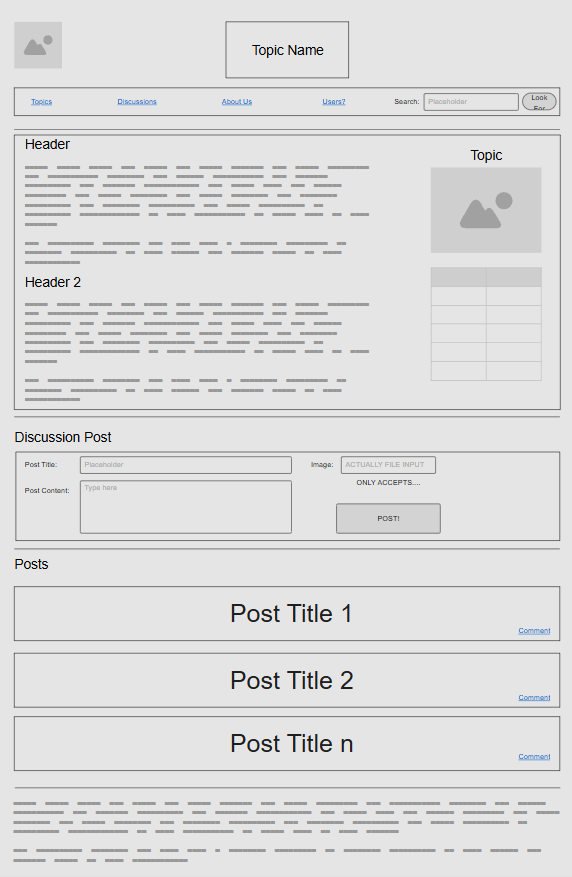 Topic Name
Topics Discussions About Us Users? Search: Placeholder Look For
Header
Topic
Header 2
Discussion Post
Post Title: Placeholder Image: ACTUALLY FILE INPUT
ONLY ACCEPTS....
Post Content: Type here
POST!
Posts
Post Title 1
Comment
Post Title 2
Comment
Post Title n
Comment